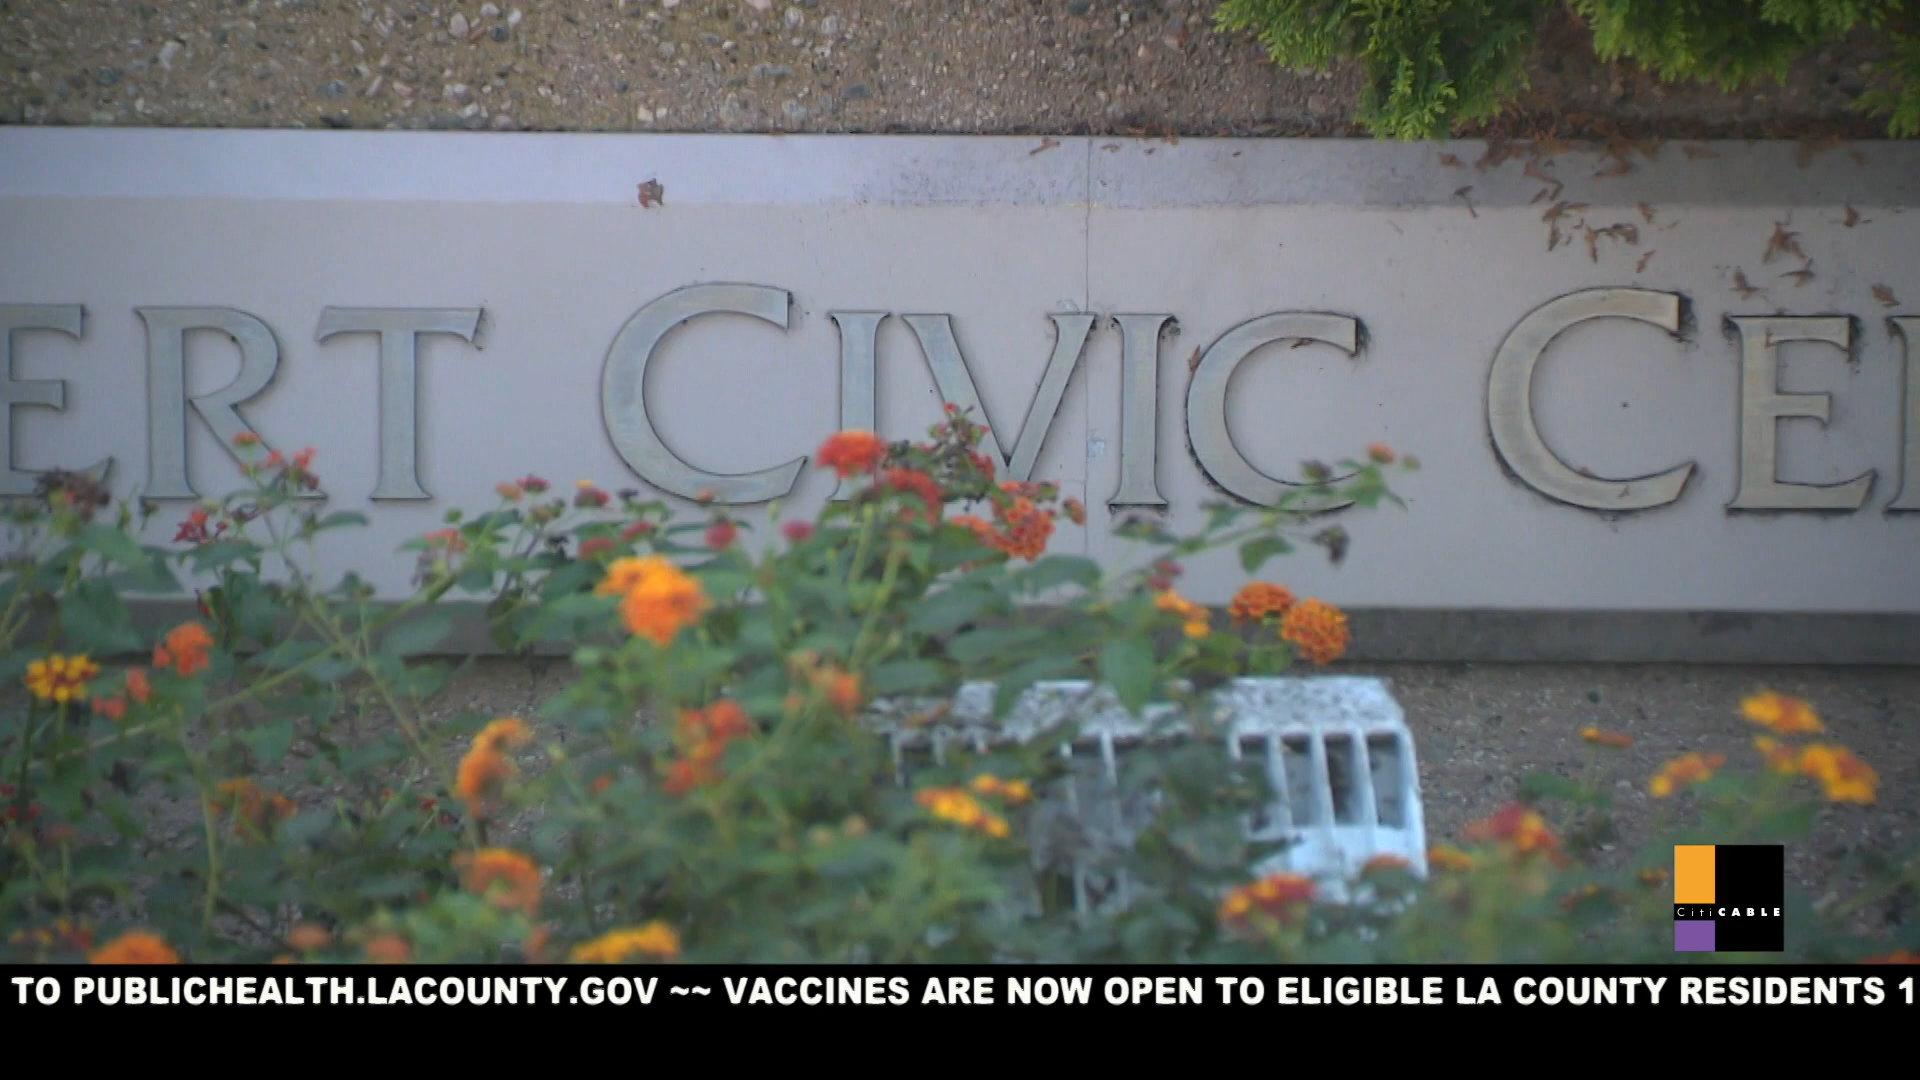 ERT CIVIC CE
CitiCABLE
TO PUBLICHEALTH.LACOUNTY.GOV ~~ VACCINES ARE NOW OPEN TO ELIGIBLE LA COUNTY RESIDENTS 1